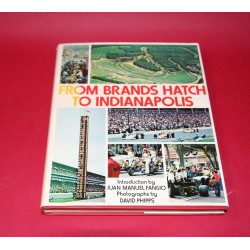 FROM BRANDS HATCH
TO INDIANAPOLIS
Introduction by
JUAN MANUEL FANGIO
Photographs by
DAVID PHIPPS